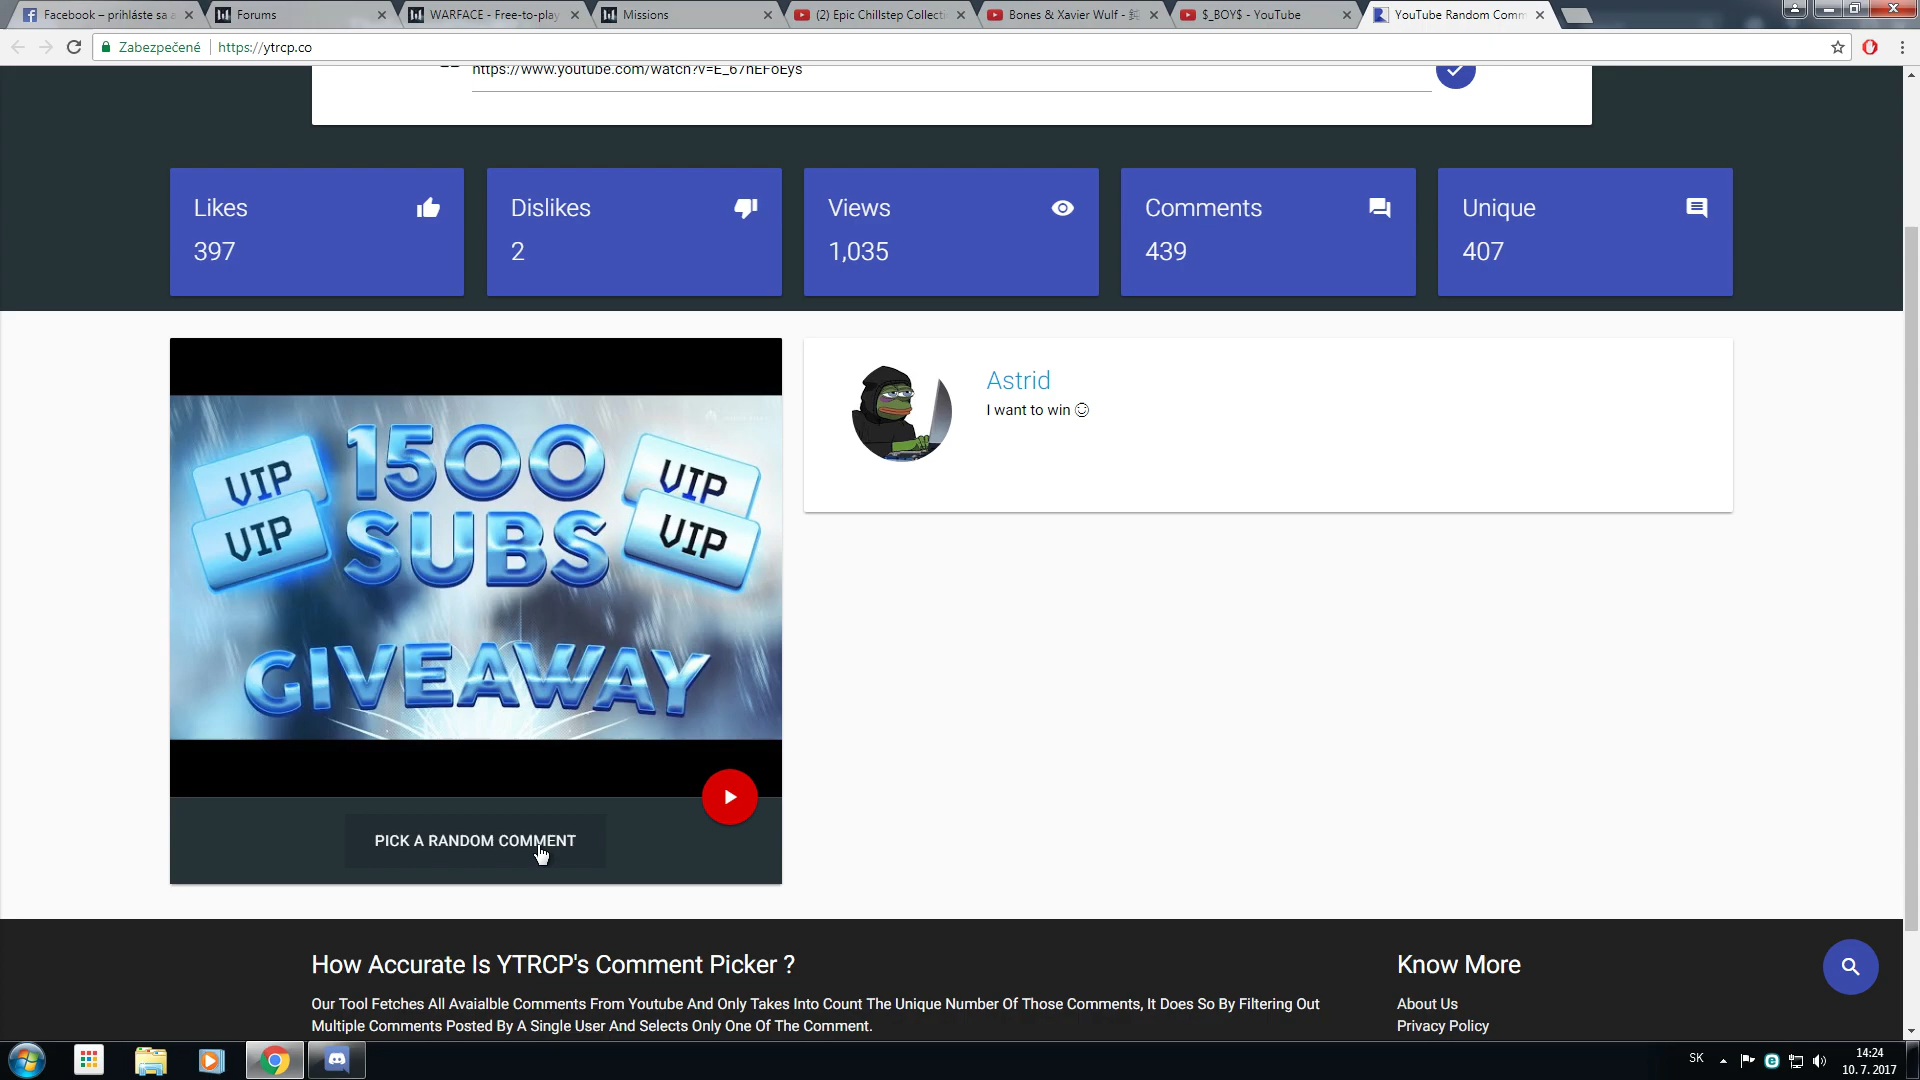 Facebook – prihláste sa a
Forums
WARFACE - Free-to-play
Missions
(2) Epic Chillstep Collecti
Bones & Xavier Wulf -
$_BOY$ - YouTube
YouTube Random Comm
Zabezpečené
https://ytrcp.co
https://www.youtube.com/watch?v=E_67nEFoEys
Likes
397
Dislikes
2
Views
1,035
Comments
439
Unique
407
VIP
VIP
1500
SUBS
GIVEAWAY
VIP
VIP
Astrid
I want to win ☺
PICK A RANDOM COMMENT
How Accurate Is YTRCP's Comment Picker ?
Our Tool Fetches All Avaialble Comments From Youtube And Only Takes Into Count The Unique Number Of Those Comments, It Does So By Filtering Out
Multiple Comments Posted By A Single User And Selects Only One Of The Comment.
Know More
About Us
Privacy Policy
SK
14:24
10. 7. 2017